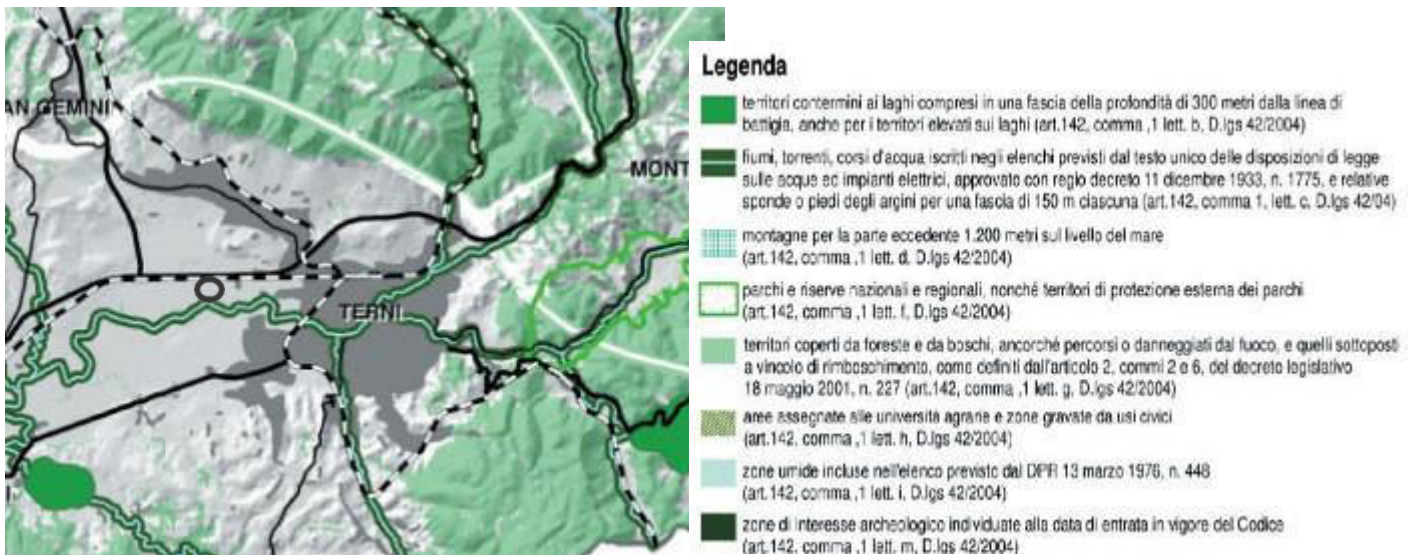 AN GEMINI
MONT
TERNI
Legenda
territori contermini ai laghi compresi in una fascia della profondità di 300 metri dalla linea di
battigia, anche per i territori elevati sui laghi (art.142, comma ,1 lett. b, D.lgs 42/2004)
fiumi, torrenti, corsi d'acqua iscritti negli elenchi previsti dal testo unico delle disposizioni di legge
sulle acque ed impianti elettrici, approvato con regio decreto 11 dicembre 1933, n. 1775, e relative
sponde o piedi degli argini per una fascia di 150 m ciascuna (art.142, comma 1, lett. c, D.lgs 42/04)
montagne per la parte eccedente 1.200 metri sul livello del mare
(art.142, comma ,1 lett. d, D.lgs 42/2004)
parchi e riserve nazionali e regionali, nonché territori di protezione esterna dei parchi
(art.142, comma ,1 lett. f, D.lgs 42/2004)
territori coperti da foreste e da boschi, ancorché percorsi o danneggiati dal fuoco, e quelli sottoposti
a vincolo di rimboschimento, come definiti dall'articolo 2, commi 2 e 6, del decreto legislativo
18 maggio 2001, n. 227 (art.142, comma ,1 lett. g, D.lgs 42/2004)
aree assegnate alle università agrarie e zone gravate da usi civici
(art.142, comma ,1 lett. h, D.lgs 42/2004)
zone umide incluse nell'elenco previsto dal DPR 13 marzo 1976, n. 448
(art.142, comma ,1 lett. i, D.lgs 42/2004)
zone di interesse archeologico individuate alla data di entrata in vigore del Codice
(art.142, comma ,1 lett. m, D.lgs 42/2004)